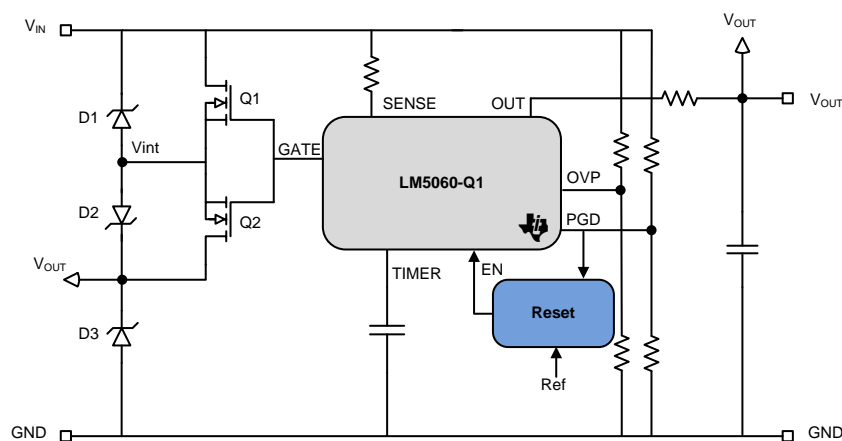 VIN
VOUT
Q1
SENSE
OUT
VOUT
D1
Vint
GATE
LM5060-Q1
OVP
D2
Q2
PGD
VOUT
TIMER
EN
D3
Reset
Ref
GND
GND